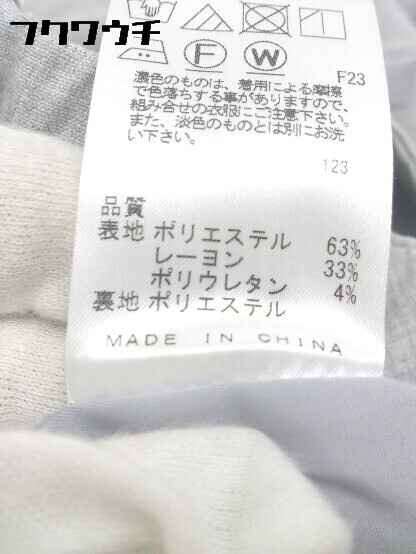 フクウウチ
F W
F23
濃色のものは、着用による摩擦
で色落ちする事がありますので、
組み合せの衣服にご注意下さい。
また、淡色のものとは別にお洗
い下さい。
123
品質
表地 ポリエステル 63%
レーヨン 33%
ポリウレタン 4%
裏地 ポリエステル
MADE IN CHINA